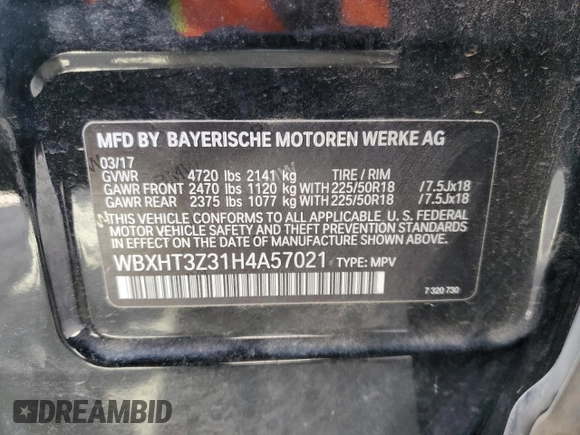 MFD BY BAYERISCHE MOTOREN WERKE AG
03/17
GVWR 4720 lbs 2141 kg TIRE / RIM
GAWR FRONT 2470 lbs 1120 kg WITH 225/50R18 /7.5Jx18
GAWR REAR 2375 lbs 1077 kg WITH 225/50R18 /7.5Jx18
THIS VEHICLE CONFORMS TO ALL APPLICABLE U. S. FEDERAL
SAFETY AND THEFT PREVENTION STANDARDS IN EFFECT
ON THE DATE OF MANUFACTURE SHOWN ABOVE.
WBXHT3Z31H4A57021 TYPE: MPV
7 320 730
DREAMBID